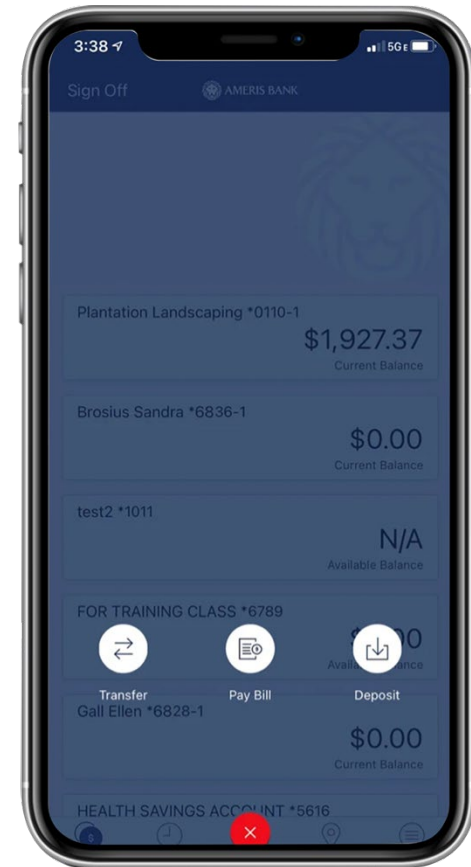 3:38
5G E
Sign Off
AMERIS BANK
Plantation Landscaping *0110-1
$1,927.37
Current Balance
Brosius Sandra *6836-1
$0.00
Current Balance
test2 *1011
N/A
Available Balance
FOR TRAINING CLASS *6789
Transfer
Pay Bill
Deposit
Gall Ellen *6828-1
$0.00
Current Balance
HEALTH SAVINGS ACCOUNT *5616